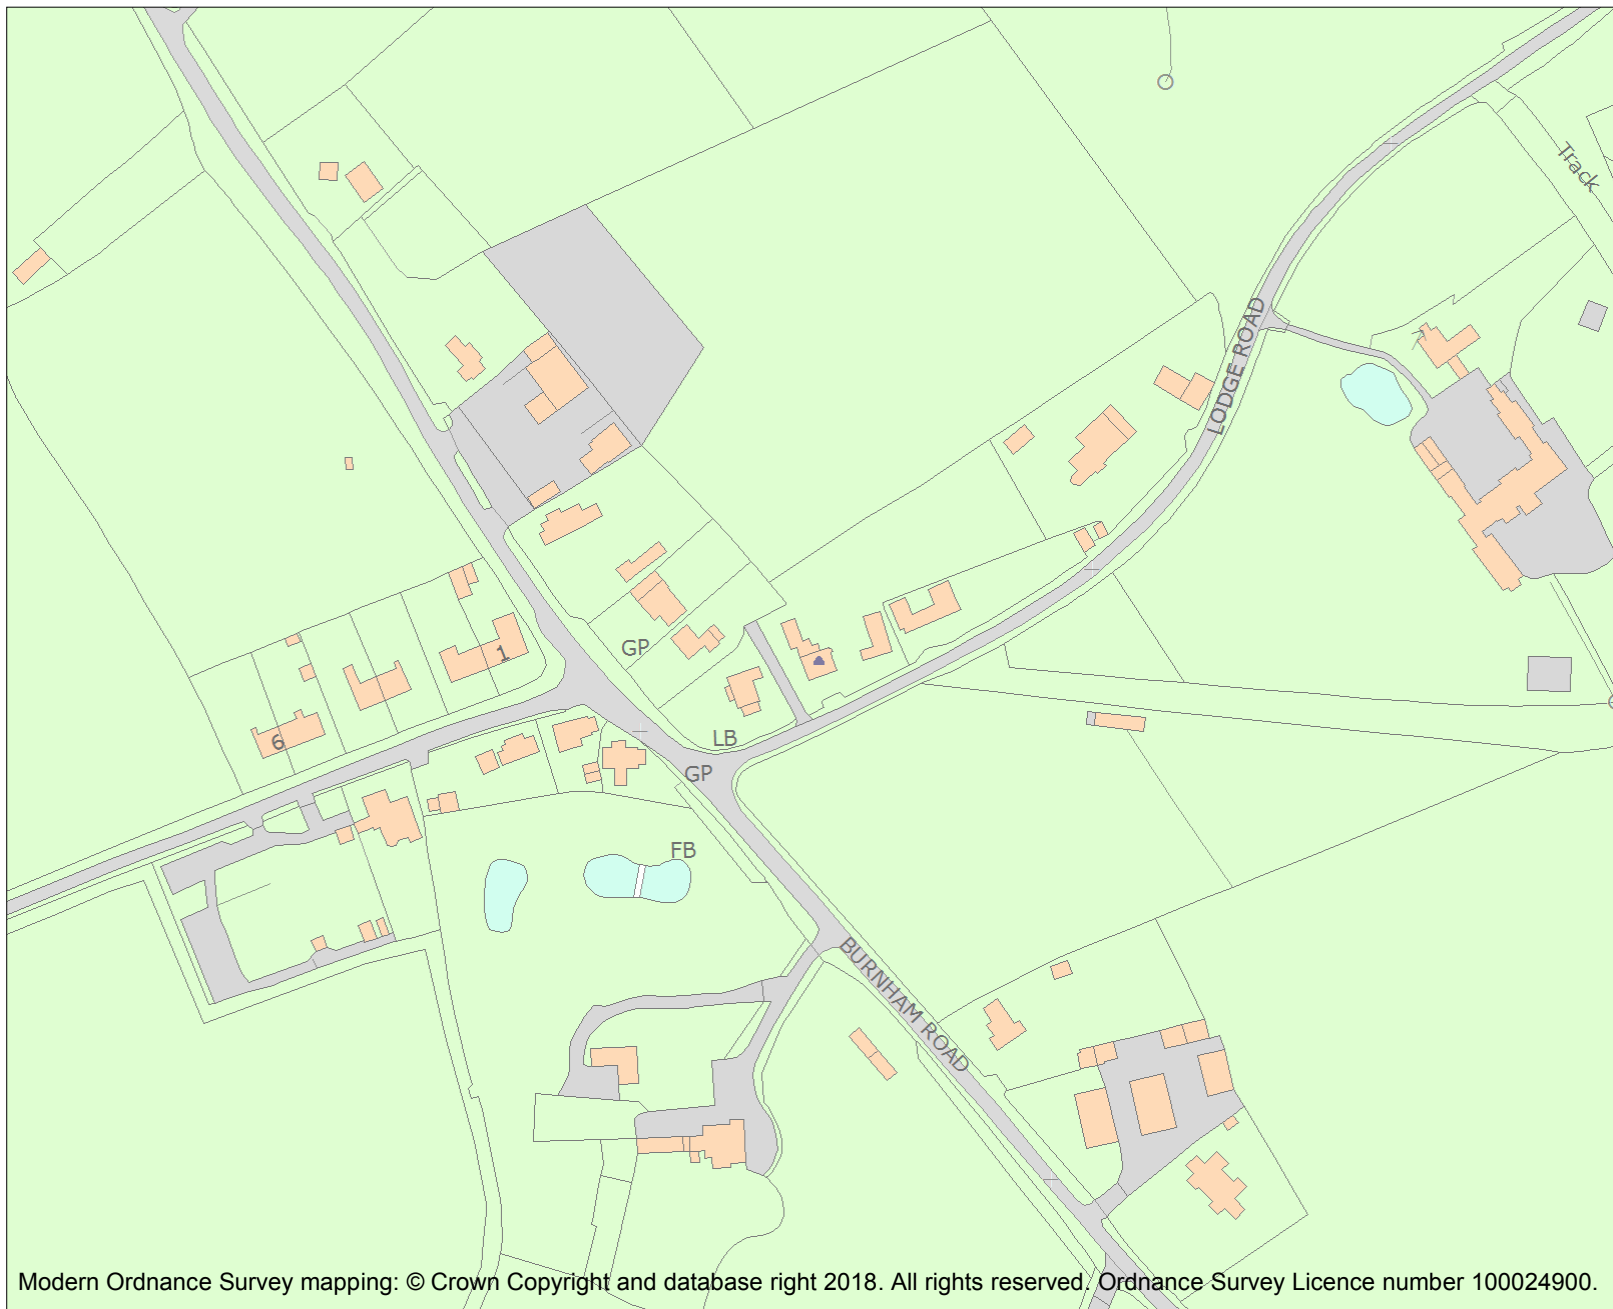 Track
LODGE ROAD
GP
1
6
LB
GP
FB
BURNHAM ROAD
Modern Ordnance Survey mapping: © Crown Copyright and database right 2018. All rights reserved. Ordnance Survey Licence number 100024900.